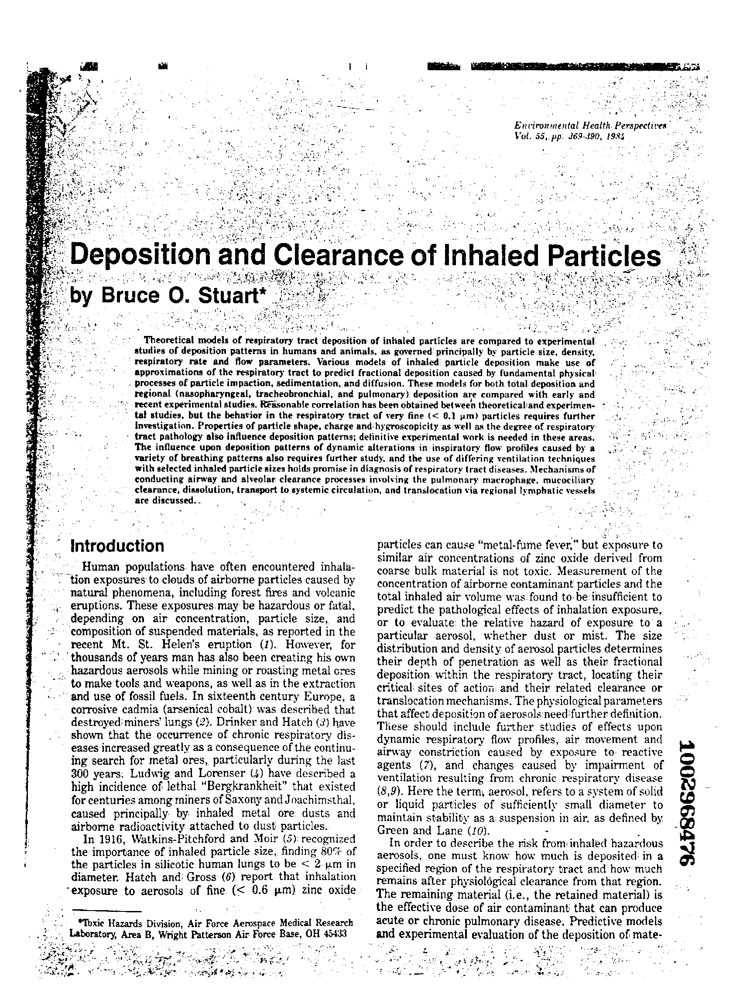 Environmental Health Perspectives
Vol. 55, pp. 369-390, 1984
Deposition and Clearance of Inhaled Particles
by Bruce O. Stuart*
Theoretical models of respiratory tract deposition of inhaled particles are compared to experimental
studies of deposition patterns in humans and animals, as governed principally by particle size, density,
respiratory rate and flow parameters. Various models of inhaled particle deposition make use of
approximations of the respiratory tract to predict fractional deposition caused by fundamental physical
processes of particle impaction, sedimentation, and diffusion. These models for both total deposition and
regional (nasopharyngeal, tracheobronchial, and pulmonary) deposition are compared with early and
recent experimental studies. Reasonable correlation has been obtained between theoretical and experimen-
tal studies, but the behavior in the respiratory tract of very fine (< 0.1 μm) particles requires further
investigation. Properties of particle shape, charge and hygroscopicity as well as the degree of respiratory
tract pathology also influence deposition patterns; definitive experimental work is needed in these areas.
The influence upon deposition patterns of dynamic alterations in inspiratory flow profiles caused by a
variety of breathing patterns also requires further study, and the use of differing ventilation techniques
with selected inhaled particle sizes holds promise in diagnosis of respiratory tract diseases. Mechanisms of
conducting airway and alveolar clearance processes involving the pulmonary macrophage, mucociliary
clearance, dissolution, transport to systemic circulation, and translocation via regional lymphatic vessels
are discussed.
Introduction
Human populations have often encountered inhala-
tion exposures to clouds of airborne particles caused by
natural phenomena, including forest fires and volcanic
eruptions. These exposures may be hazardous or fatal,
depending on air concentration, particle size, and
composition of suspended materials, as reported in the
recent Mt. St. Helen's eruption (1). However, for
thousands of years man has also been creating his own
hazardous aerosols while mining or roasting metal ores
to make tools and weapons, as well as in the extraction
and use of fossil fuels. In sixteenth century Europe, a
corrosive cadmia (arsenical cobalt) was described that
destroyed miners' lungs (2). Drinker and Hatch (3) have
shown that the occurrence of chronic respiratory dis-
eases increased greatly as a consequence of the continu-
ing search for metal ores, particularly during the last
300 years. Ludwig and Lorenser (4) have described a
high incidence of lethal "Bergkrankheit" that existed
for centuries among miners of Saxony and Joachimsthal,
caused principally by inhaled metal ore dusts and
airborne radioactivity attached to dust particles.
In 1916, Watkins-Pitchford and Moir (5) recognized
the importance of inhaled particle size, finding 80% of
the particles in silicotic human lungs to be < 2 μm in
diameter. Hatch and Gross (6) report that inhalation
exposure to aerosols of fine (< 0.6 μm) zinc oxide
*Toxic Hazards Division, Air Force Aerospace Medical Research
Laboratory, Area B, Wright Patterson Air Force Base, OH 45433
particles can cause "metal-fume fever," but exposure to
similar air concentrations of zinc oxide derived from
coarse bulk material is not toxic. Measurement of the
concentration of airborne contaminant particles and the
total inhaled air volume was found to be insufficient to
predict the pathological effects of inhalation exposure,
or to evaluate the relative hazard of exposure to a
particular aerosol, whether dust or mist. The size
distribution and density of aerosol particles determines
their depth of penetration as well as their fractional
deposition within the respiratory tract, locating their
critical sites of action and their related clearance or
translocation mechanisms. The physiological parameters
that affect deposition of aerosols need further definition.
These should include further studies of effects upon
dynamic respiratory flow profiles, air movement and
airway constriction caused by exposure to reactive
agents (7), and changes caused by impairment of
ventilation resulting from chronic respiratory disease
(8,9). Here the term, aerosol, refers to a system of solid
or liquid particles of sufficiently small diameter to
maintain stability as a suspension in air, as defined by
Green and Lane (10).
In order to describe the risk from inhaled hazardous
aerosols, one must know how much is deposited in a
specified region of the respiratory tract and how much
remains after physiological clearance from that region.
The remaining material (i.e., the retained material) is
the effective dose of air contaminant that can produce
acute or chronic pulmonary disease. Predictive models
and experimental evaluation of the deposition of mate-
1002968476